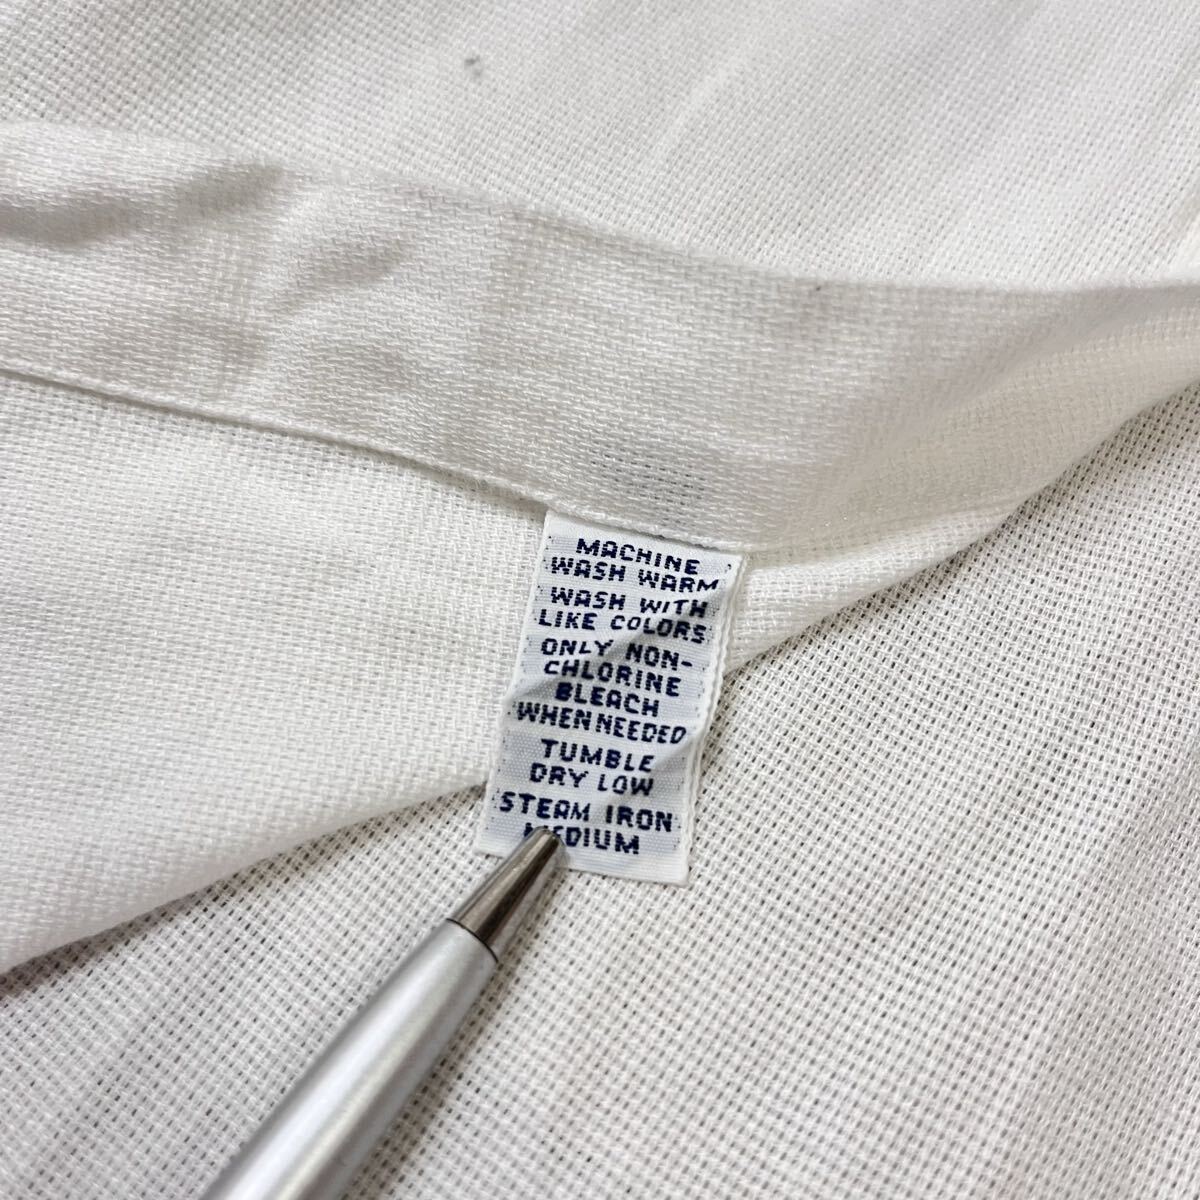 MACHINE
WASH WARM
WASH WITH
LIKE COLORS
ONLY NON-
CHLORINE
BLEACH
WHEN NEEDED
TUMBLE
DRY LOW
STEAM IRON
MEDIUM